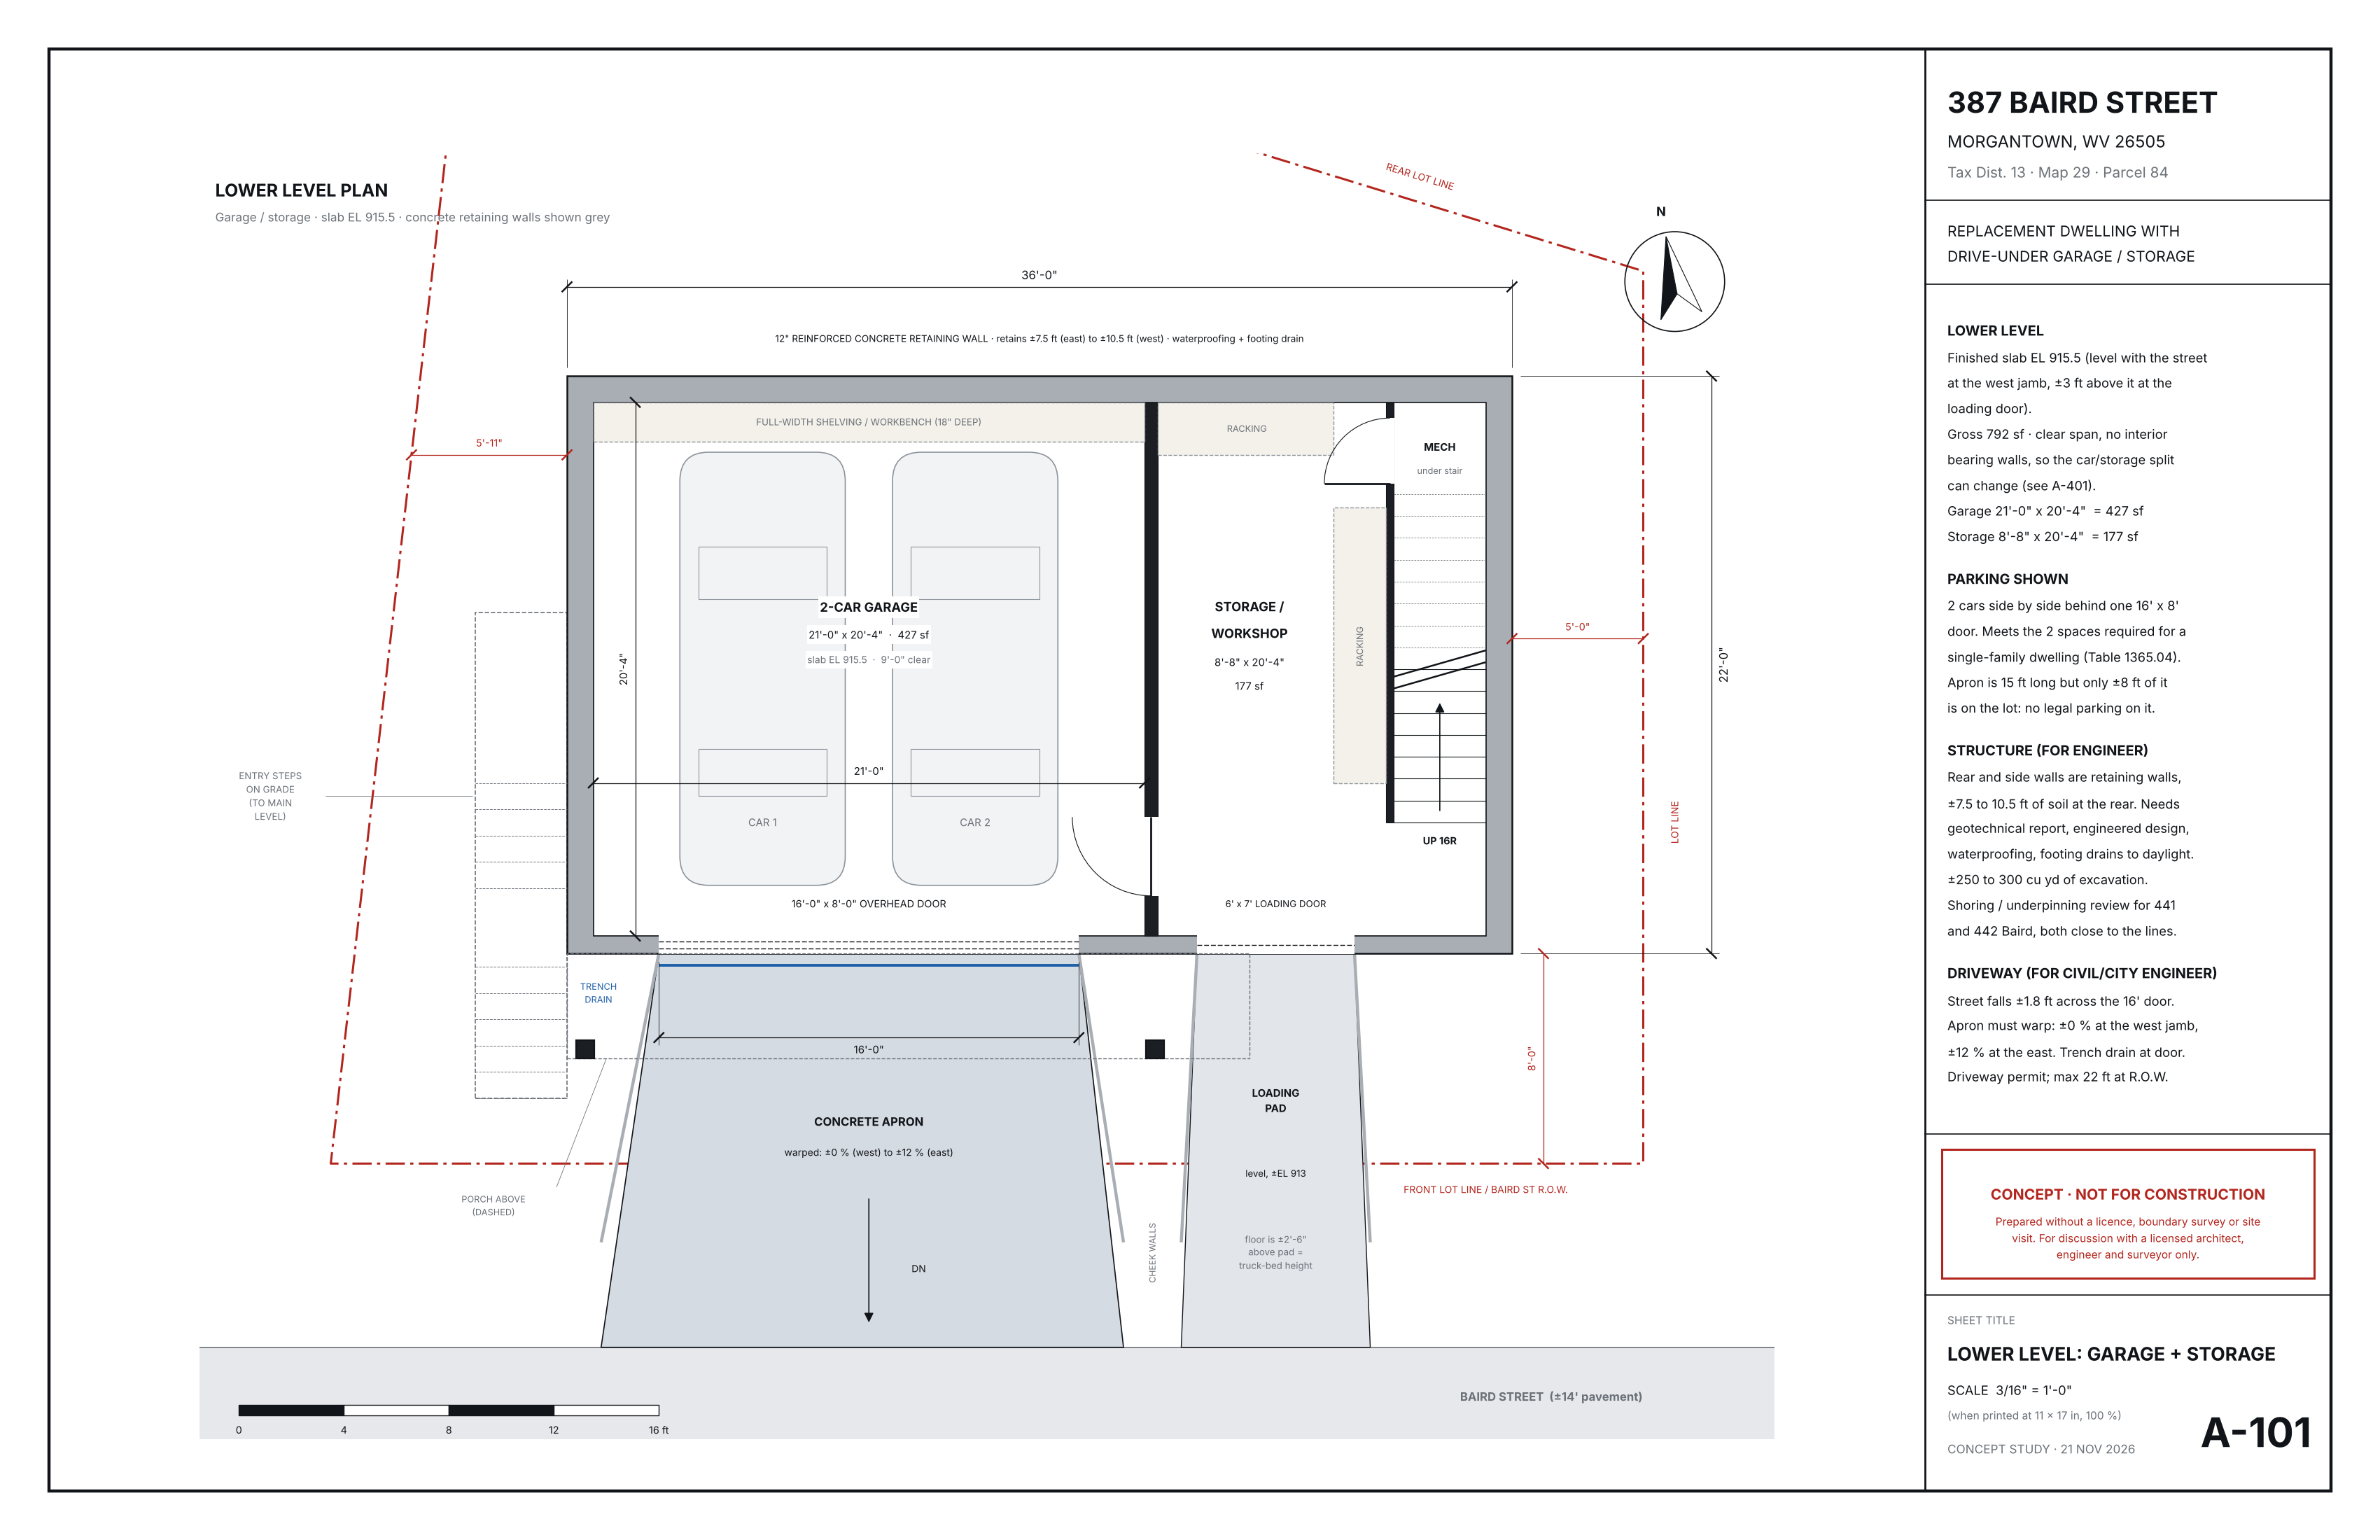 LOWER LEVEL PLAN
Garage / storage · slab EL 915.5 · concrete retaining walls shown grey
REAR LOT LINE
N
36'-0"
12" REINFORCED CONCRETE RETAINING WALL · retains ±7.5 ft (east) to ±10.5 ft (west) · waterproofing + footing drain
FULL-WIDTH SHELVING / WORKBENCH (18" DEEP)
RACKING
MECH
under stair
5'-11"
2-CAR GARAGE
21'-0" x 20'-4" · 427 sf
slab EL 915.5 · 9'-0" clear
20'-4"
STORAGE /
WORKSHOP
8'-8" x 20'-4"
177 sf
RACKING
5'-0"
22'-0"
21'-0"
CAR 1
CAR 2
ENTRY STEPS
ON GRADE
(TO MAIN
LEVEL)
UP 16R
LOT LINE
16'-0" x 8'-0" OVERHEAD DOOR
6' x 7' LOADING DOOR
TRENCH
DRAIN
16'-0"
8'-0"
LOADING
PAD
CONCRETE APRON
warped: ±0 % (west) to ±12 % (east)
level, ±EL 913
PORCH ABOVE
(DASHED)
FRONT LOT LINE / BAIRD ST R.O.W.
CHEEK WALLS
floor is ±2'-6"
above pad =
truck-bed height
DN
BAIRD STREET (±14' pavement)
0 4 8 12 16 ft
387 BAIRD STREET
MORGANTOWN, WV 26505
Tax Dist. 13 · Map 29 · Parcel 84
REPLACEMENT DWELLING WITH
DRIVE-UNDER GARAGE / STORAGE
LOWER LEVEL
Finished slab EL 915.5 (level with the street
at the west jamb, ±3 ft above it at the
loading door).
Gross 792 sf · clear span, no interior
bearing walls, so the car/storage split
can change (see A-401).
Garage 21'-0" x 20'-4" = 427 sf
Storage 8'-8" x 20'-4" = 177 sf
PARKING SHOWN
2 cars side by side behind one 16' x 8'
door. Meets the 2 spaces required for a
single-family dwelling (Table 1365.04).
Apron is 15 ft long but only ±8 ft of it
is on the lot: no legal parking on it.
STRUCTURE (FOR ENGINEER)
Rear and side walls are retaining walls,
±7.5 to 10.5 ft of soil at the rear. Needs
geotechnical report, engineered design,
waterproofing, footing drains to daylight.
±250 to 300 cu yd of excavation.
Shoring / underpinning review for 441
and 442 Baird, both close to the lines.
DRIVEWAY (FOR CIVIL/CITY ENGINEER)
Street falls ±1.8 ft across the 16' door.
Apron must warp: ±0 % at the west jamb,
±12 % at the east. Trench drain at door.
Driveway permit; max 22 ft at R.O.W.
CONCEPT · NOT FOR CONSTRUCTION
Prepared without a licence, boundary survey or site
visit. For discussion with a licensed architect,
engineer and surveyor only.
SHEET TITLE
LOWER LEVEL: GARAGE + STORAGE
SCALE 3/16" = 1'-0"
(when printed at 11 × 17 in, 100 %)
CONCEPT STUDY · 21 NOV 2026
A-101